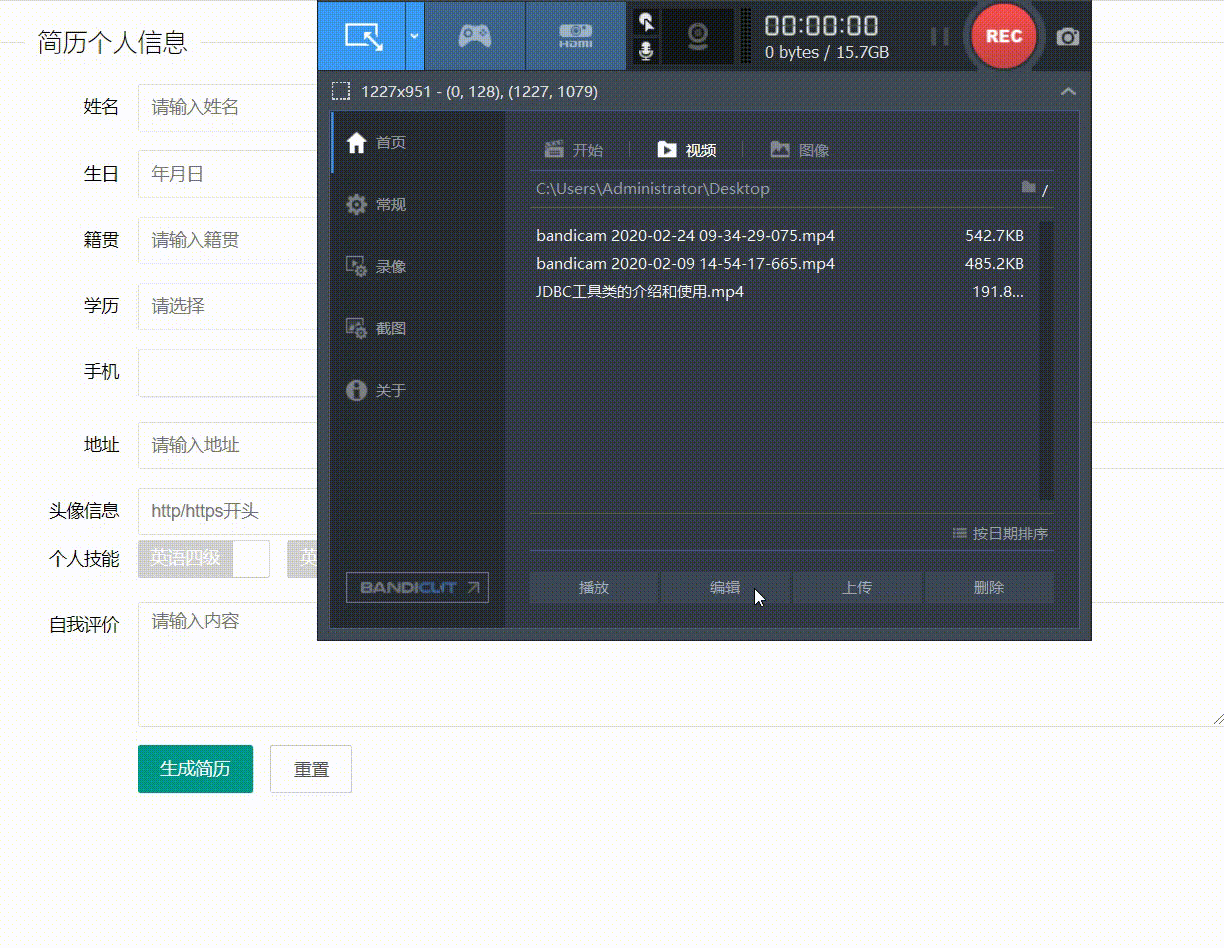 简历个人信息
姓名 请输入姓名
生日 年月日
籍贯 请输入籍贯
学历 请选择
手机
地址 请输入地址
头像信息 http/https开头
个人技能 英语四级 英
自我评价 请输入内容
生成简历 重置
HDMI
00:00:00
0 bytes / 15.7GB
REC
1227x951 - (0, 128), (1227, 1079)
首页
常规
录像
截图
关于
BANDICUT
开始 视频 图像
C:\Users\Administrator\Desktop /
bandicam 2020-02-24 09-34-29-075.mp4 542.7KB
bandicam 2020-02-09 14-54-17-665.mp4 485.2KB
JDBC工具类的介绍和使用.mp4 191.8...
按日期排序
播放 编辑 上传 删除